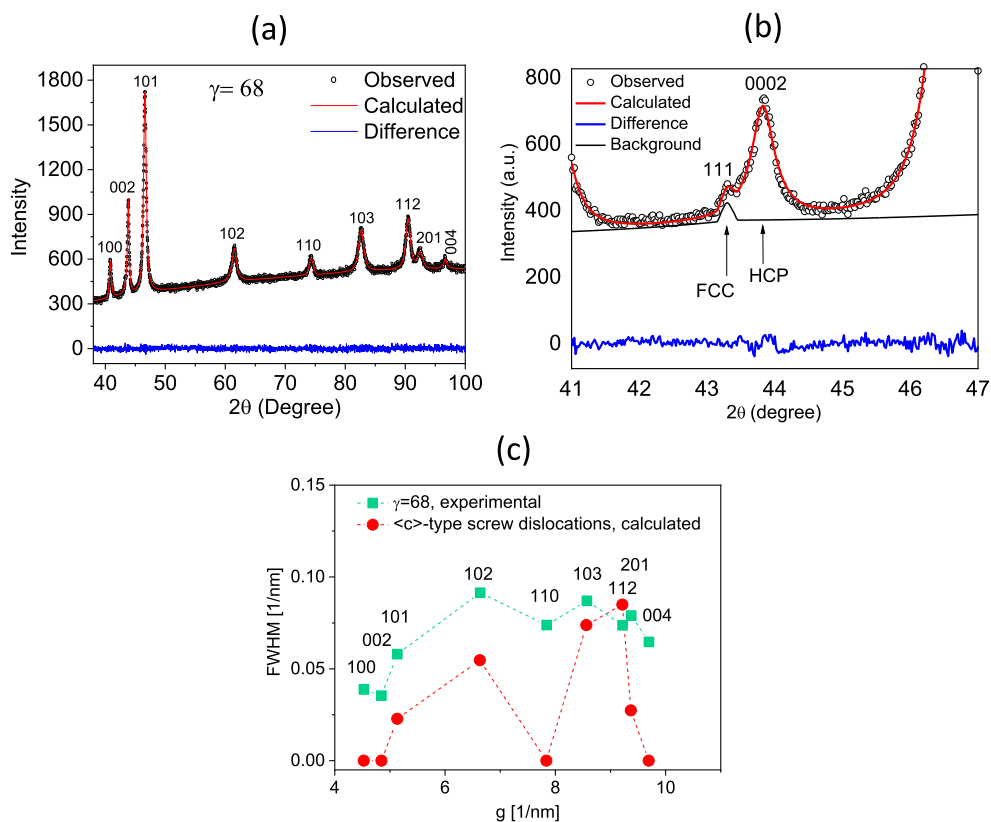 (a)
1800
1500
1200
900
600
300
0
Intensity
101
γ= 68
Observed
Calculated
Difference
002
100
102
110
103
112
201
004
40 50 60 70 80 90 100
2θ (Degree)
(b)
800
600
400
200
0
Intensity (a.u.)
Observed
Calculated
Difference
Background
0002
111
FCC
HCP
41 42 43 44 45 46 47
2θ (degree)
(c)
0.15
0.10
0.05
0.00
FWHM [1/nm]
γ=68, experimental
<c>-type screw dislocations, calculated
100
002
101
102
110
103
201
112
004
4 6 8 10
g [1/nm]